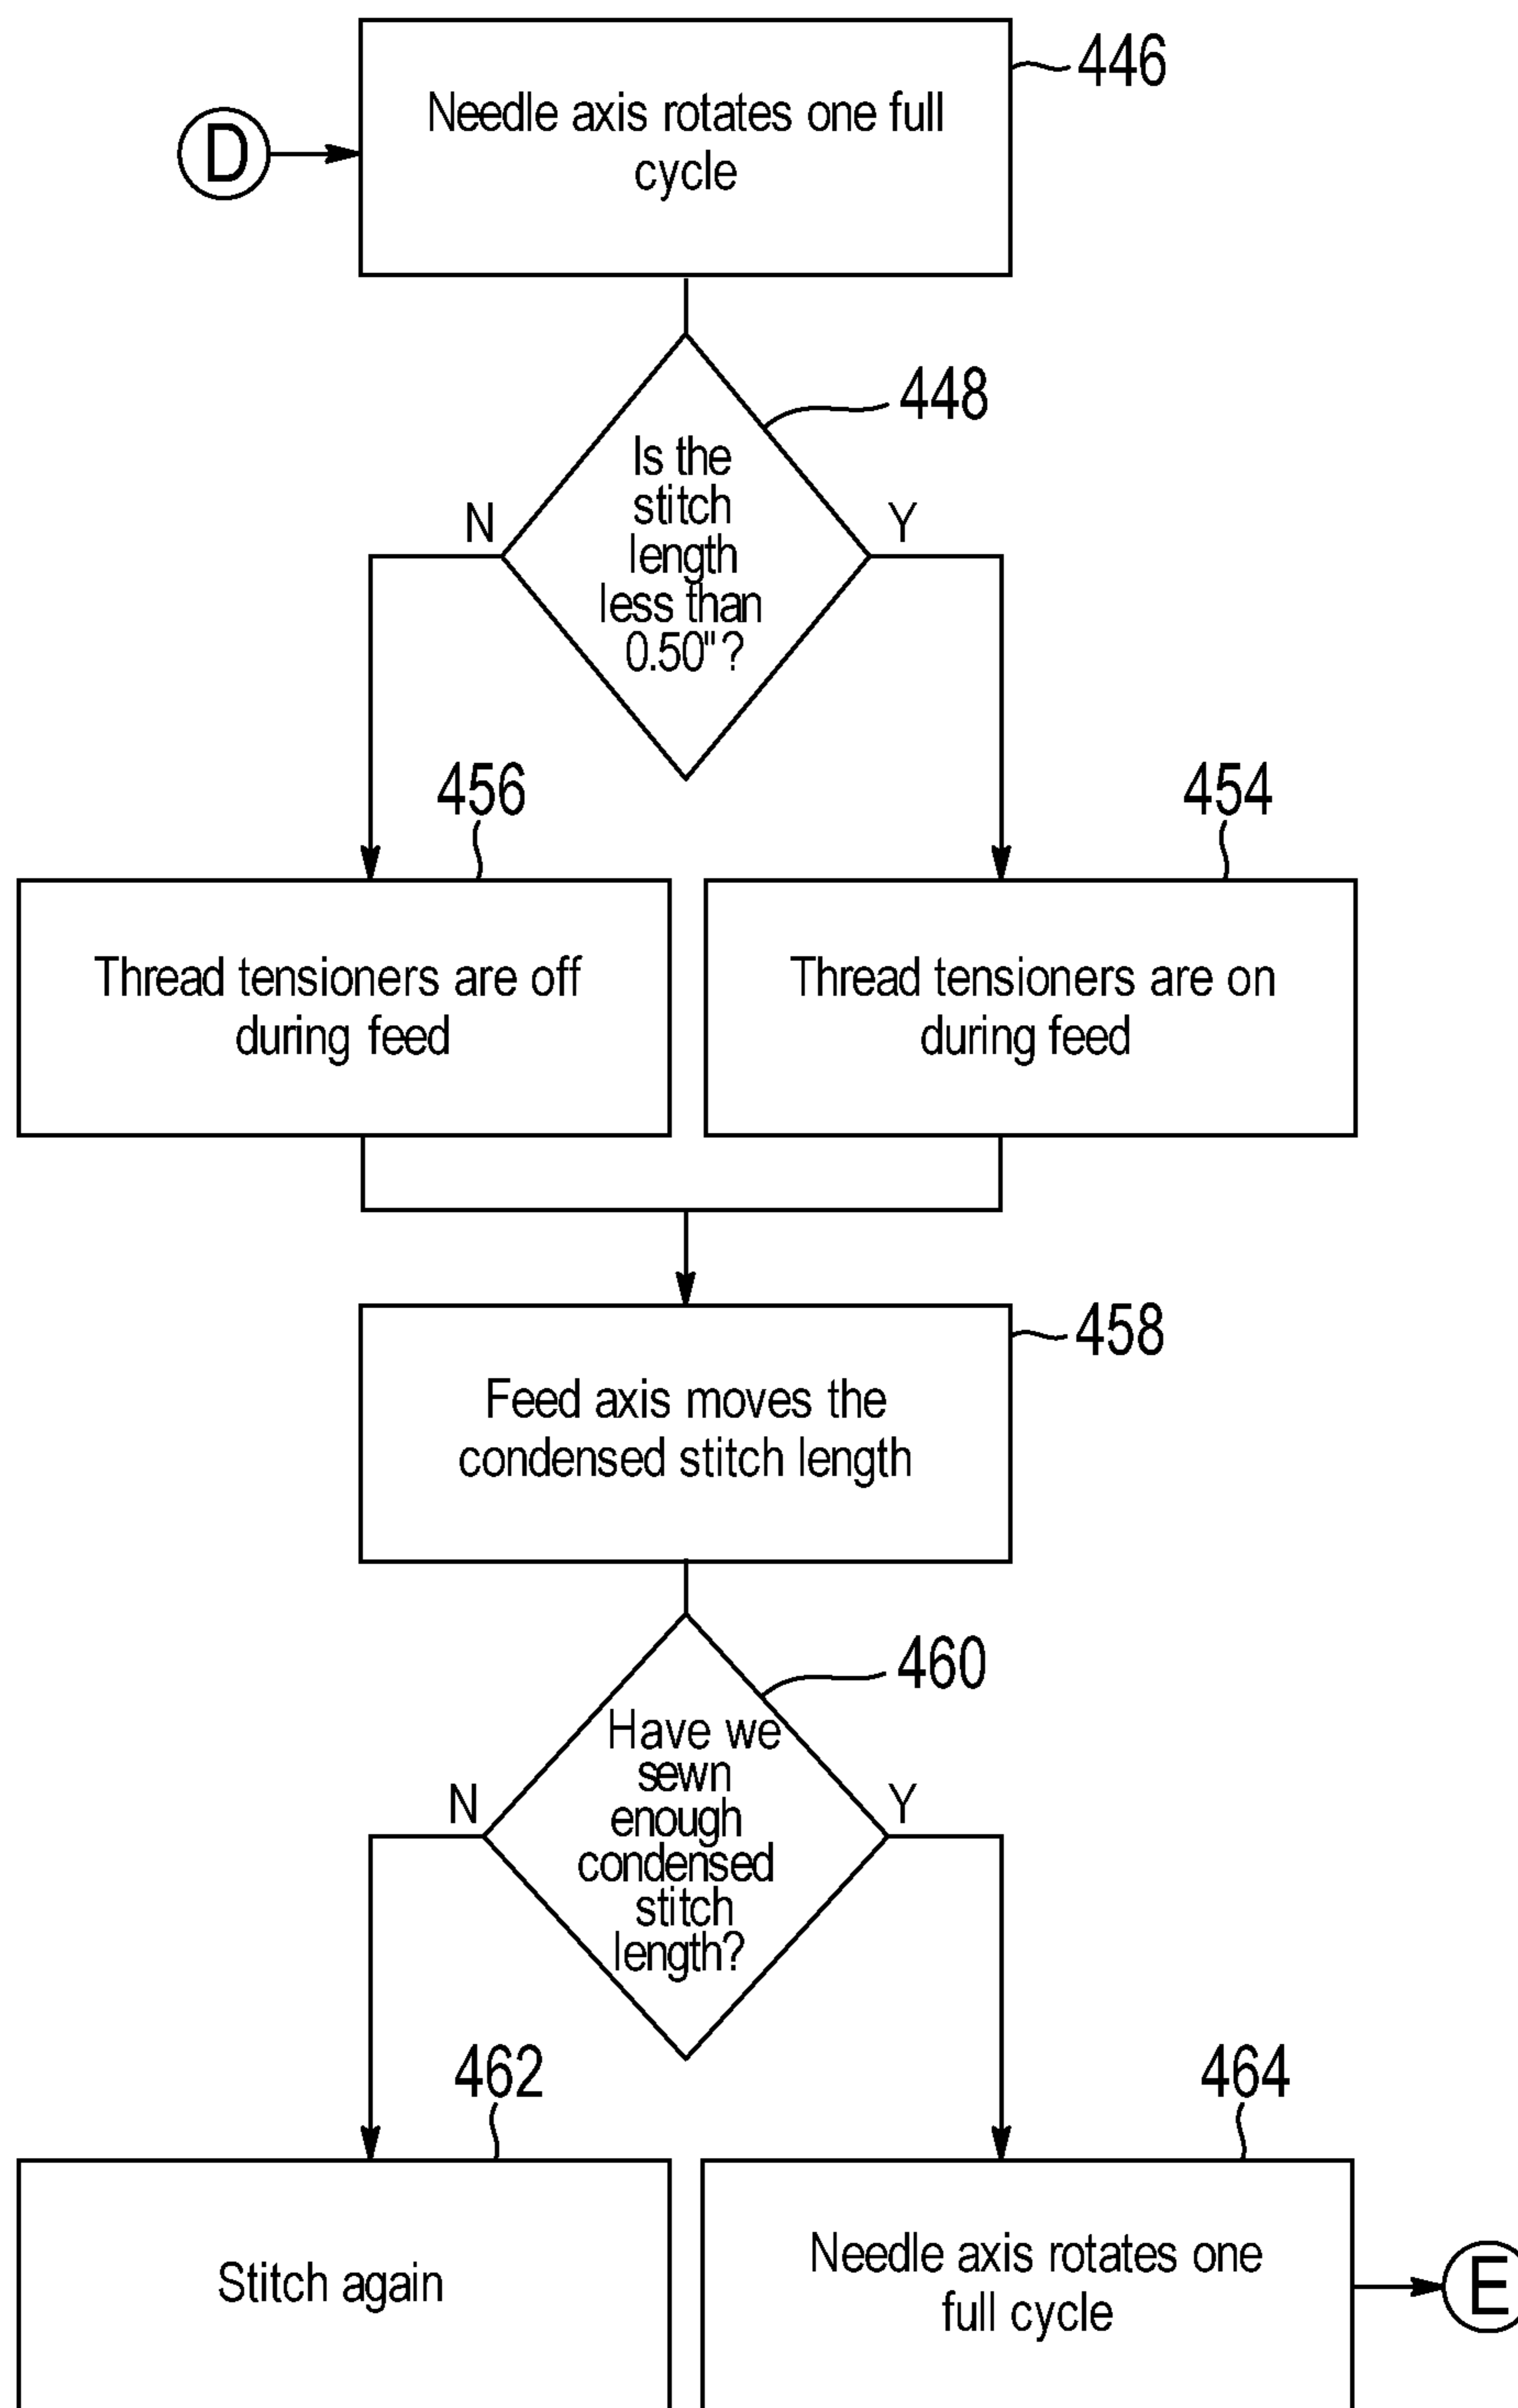 446
Needle axis rotates one full
cycle
D
448
Is the
stitch
length
less than
0.50"?
N
Y
456
454
Thread tensioners are off
during feed
Thread tensioners are on
during feed
458
Feed axis moves the
condensed stitch length
460
Have we
sewn
enough
condensed
stitch
length?
N
Y
462
464
Stitch again
Needle axis rotates one
full cycle
E